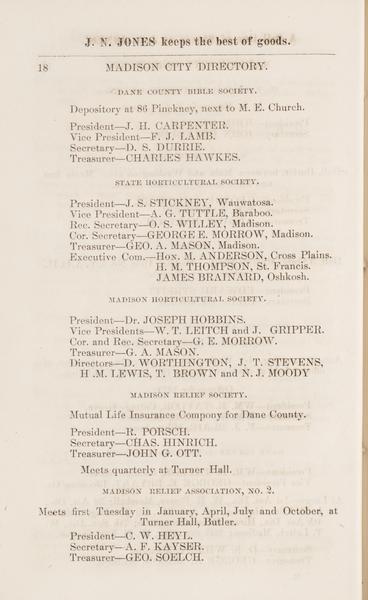 J. N. JONES keeps the best of goods.
18 MADISON CITY DIRECTORY.
DANE COUNTY BIBLE SOCIETY.
Depository at 86 Pinckney, next to M. E. Church.
President—J. H. CARPENTER.
Vice President—F. J. LAMB.
Secretary—D. S. DURRIE.
Treasurer—CHARLES HAWKES.
STATE HORTICULTURAL SOCIETY.
President—J. S. STICKNEY, Wauwatosa.
Vice President—A. G. TUTTLE, Baraboo.
Rec. Secretary—O. S. WILLEY, Madison.
Cor. Secretary—GEORGE E. MORROW, Madison.
Treasurer—GEO. A. MASON, Madison.
Executive Com.—Hon. M. ANDERSON, Cross Plains.
H. M. THOMPSON, St. Francis.
JAMES BRAINARD, Oshkosh.
MADISON HORTICULTURAL SOCIETY.
President—Dr. JOSEPH HOBBINS.
Vice Presidents—W. T. LEITCH and J. GRIPPER.
Cor. and Rec. Secretary—G. E. MORROW.
Treasurer—G. A. MASON.
Directors—D. WORTHINGTON, J. T. STEVENS,
H .M. LEWIS, T. BROWN and N. J. MOODY
MADISON RELIEF SOCIETY.
Mutual Life Insurance Compony for Dane County.
President—R. PORSCH.
Secretary—CHAS. HINRICH.
Treasurer—JOHN G. OTT.
Meets quarterly at Turner Hall.
MADISON RELIEF ASSOCIATION, NO. 2.
Meets first Tuesday in January, April, July and October, at
Turner Hall, Butler.
President—C. W. HEYL.
Secretary—A. F. KAYSER.
Treasurer—GEO. SOELCH.